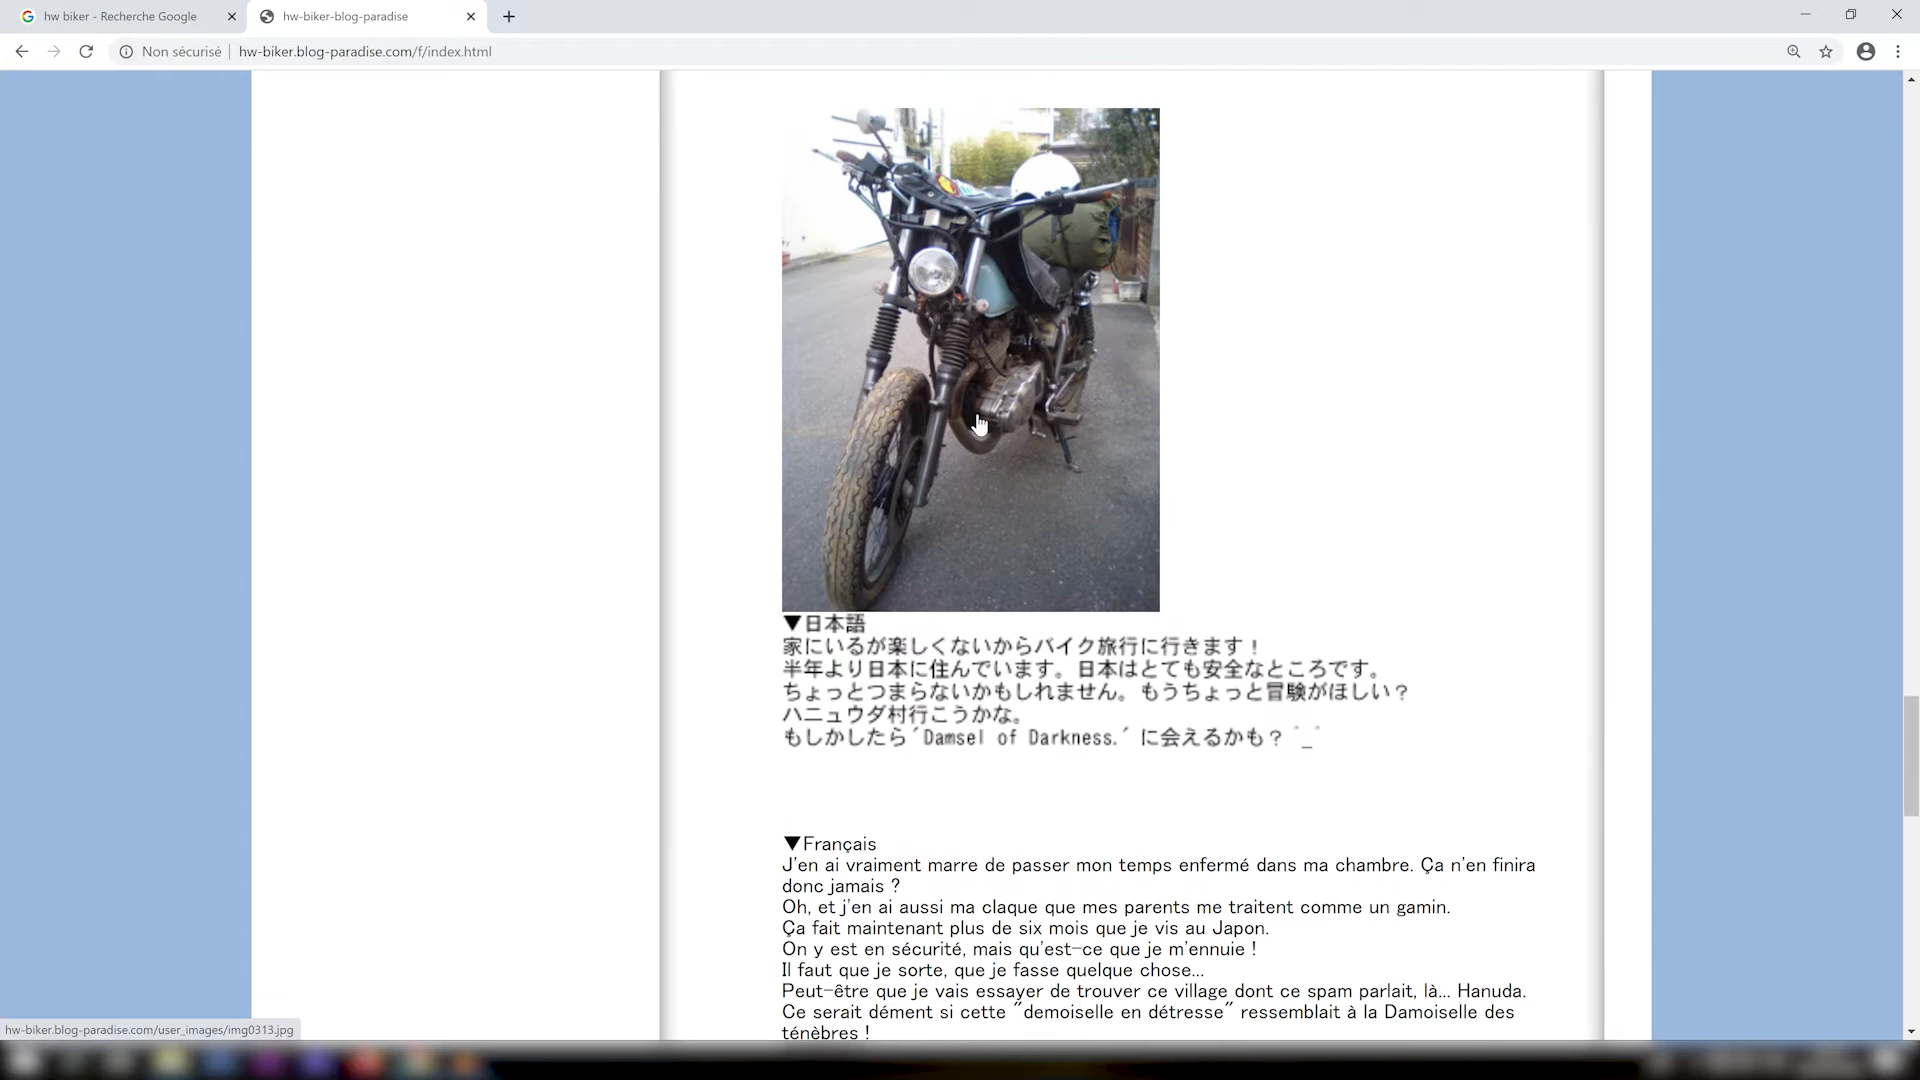 hw biker - Recherche Google
hw-biker-blog-paradise
Non sécurisé
hw-biker.blog-paradise.com/f/index.html
▼日本語
家にいるが楽しくないからバイク旅行に行きます！
半年より日本に住んでいます。日本はとても安全なところです。
ちょっとつまらないかもしれません。もうちょっと冒険がほしい？
ハニュウダ村行こうかな。
もしかしたら´Damsel of Darkness.´ に会えるかも？ ^_^
▼Français
J'en ai vraiment marre de passer mon temps enfermé dans ma chambre. Ça n'en finira
donc jamais ?
Oh, et j'en ai aussi ma claque que mes parents me traitent comme un gamin.
Ça fait maintenant plus de six mois que je vis au Japon.
On y est en sécurité, mais qu'est-ce que je m'ennuie !
Il faut que je sorte, que je fasse quelque chose...
Peut-être que je vais essayer de trouver ce village dont ce spam parlait, là... Hanuda.
Ce serait dément si cette "demoiselle en détresse" ressemblait à la Damoiselle des
ténèbres !
hw-biker.blog-paradise.com/user_images/img0313.jpg